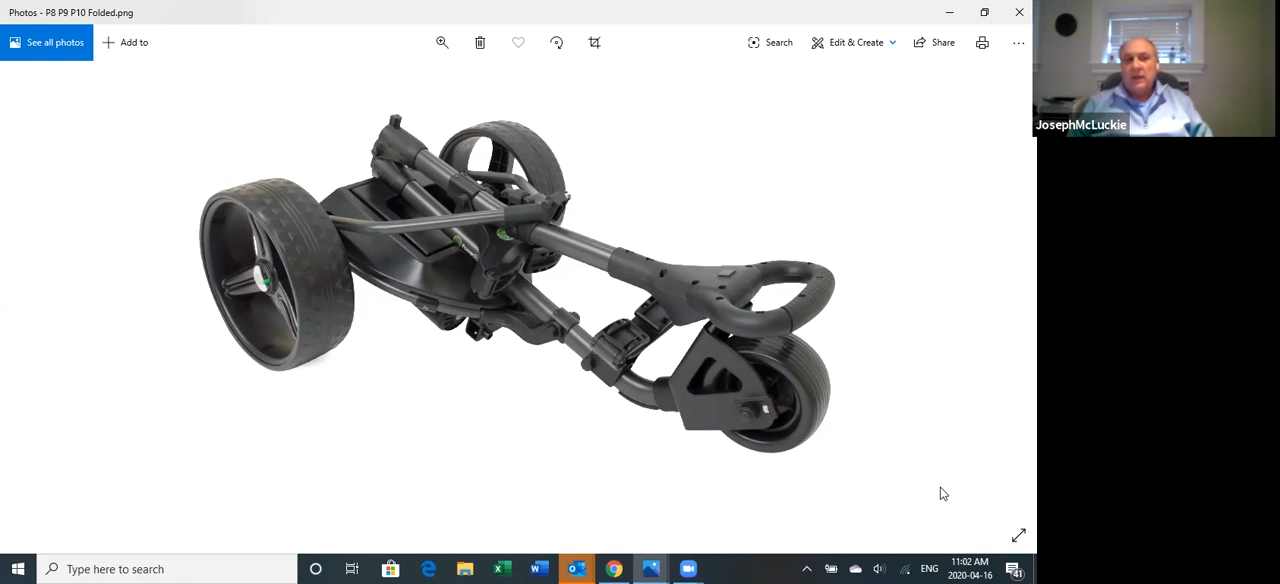 Photos - P8 P9 P10 Folded.png
See all photos
Add to
Search
Edit & Create
Share
JosephMcLuckie
Type here to search
ENG
11:02 AM
2020-04-16
41